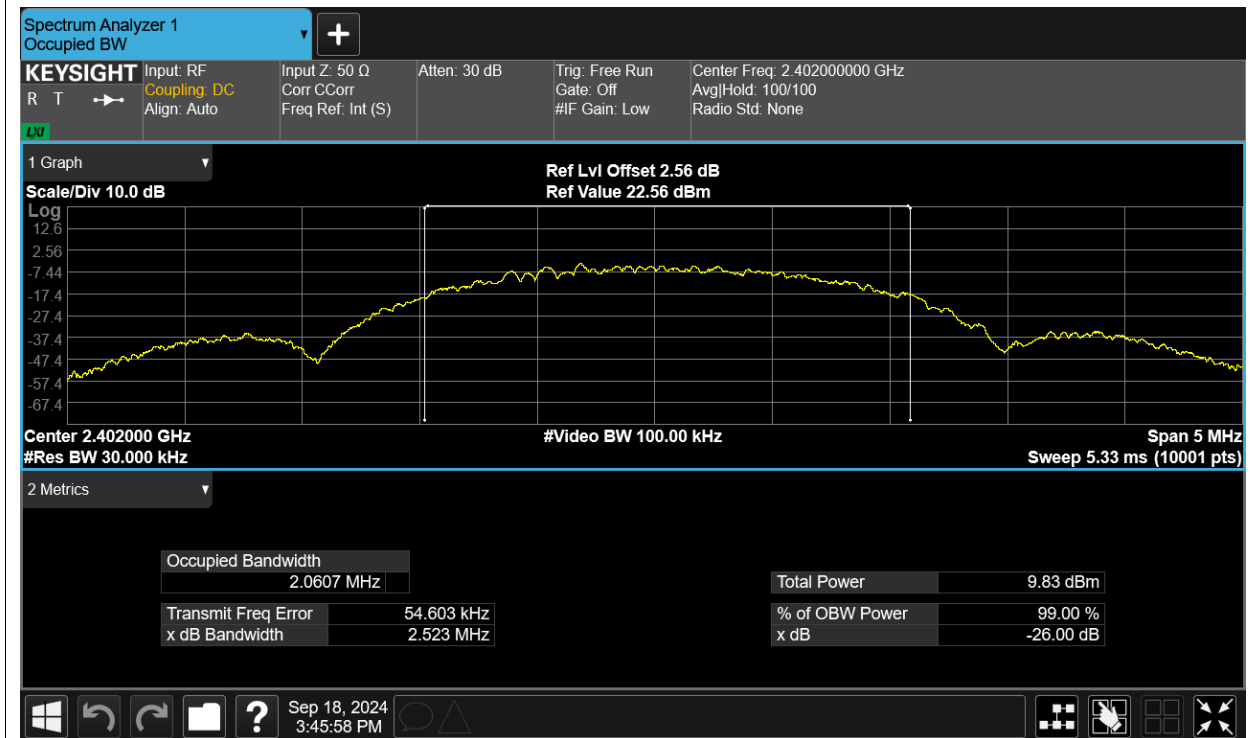 Spectrum Analyzer 1
Occupied BW
+
KEYSIGHT
R T
LXI
Input: RF
Coupling: DC
Align: Auto
Input Z: 50 Ω
Corr CCorr
Freq Ref: Int (S)
Atten: 30 dB
Trig: Free Run
Gate: Off
#IF Gain: Low
Center Freq: 2.402000000 GHz
Avg|Hold: 100/100
Radio Std: None
1 Graph
Scale/Div 10.0 dB
Ref Lvl Offset 2.56 dB
Ref Value 22.56 dBm
Log
12.6
2.56
-7.44
-17.4
-27.4
-37.4
-47.4
-57.4
-67.4
Center 2.402000 GHz
#Video BW 100.00 kHz
Span 5 MHz
#Res BW 30.000 kHz
Sweep 5.33 ms (10001 pts)
2 Metrics
Occupied Bandwidth
2.0607 MHz
Total Power 9.83 dBm
Transmit Freq Error 54.603 kHz
% of OBW Power 99.00 %
x dB Bandwidth 2.523 MHz
x dB -26.00 dB
?
Sep 18, 2024
3:45:58 PM